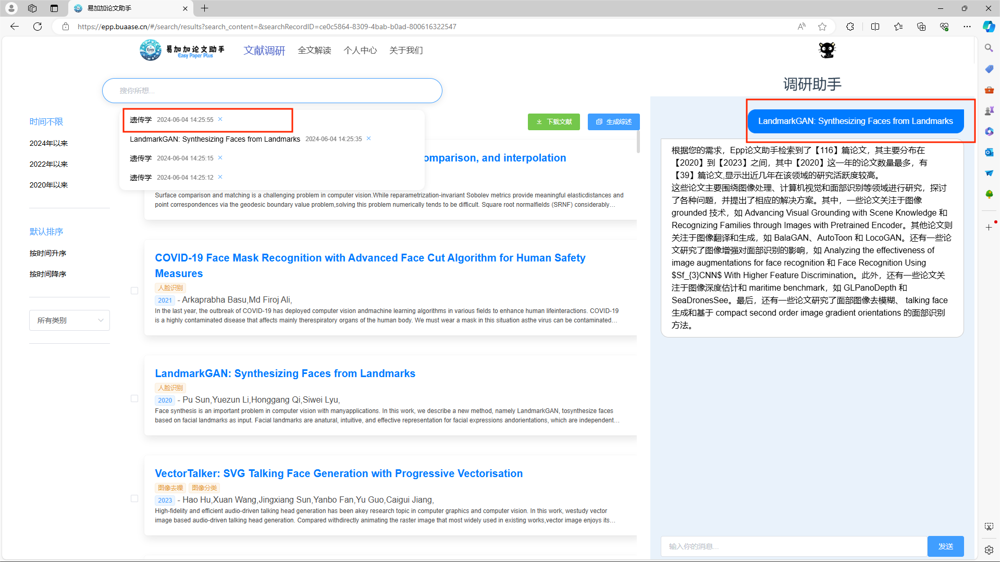 易加加论文助手
https://epp.buaase.cn/#/search/results?search_content=&searchRecordID=ce0c5864-8309-4bab-b0ad-800616322547
Easy
易加加论文助手
Easy Paper Plus
文献调研
全文解读
个人中心
关于我们
搜你所想...
时间不限
2024年以来
2022年以来
2020年以来
默认排序
按时间升序
按时间降序
所有类别
遗传学 2024-06-04 14:25:55
LandmarkGAN: Synthesizing Faces from Landmarks 2024-06-04 14:25:35
遗传学 2024-06-04 14:25:15
遗传学 2024-06-04 14:25:12
下载文献
生成综述
omparison, and interpolation
Surface comparison and matching is a challenging problem in computer vision.While reparametrization-invariant Sobolev metrics provide meaningful elasticdistances and
point correspondences via the geodesic boundary value problem,solving this problem numerically tends to be difficult. Square root normalfields (SRNF) considerably…
COVID-19 Face Mask Recognition with Advanced Face Cut Algorithm for Human Safety
Measures
人脸识别
2021 - Arkaprabha Basu,Md Firoj Ali,
In the last year, the outbreak of COVID-19 has deployed computer vision andmachine learning algorithms in various fields to enhance human lifeinteractions. COVID-19
is a highly contaminated disease that affects mainly therespiratory organs of the human body. We must wear a mask in this situation asthe virus can be contaminated…
LandmarkGAN: Synthesizing Faces from Landmarks
人脸识别
2020 - Pu Sun,Yuezun Li,Honggang Qi,Siwei Lyu,
Face synthesis is an important problem in computer vision with manyapplications. In this work, we describe a new method, namely LandmarkGAN, tosynthesize faces
based on facial landmarks as input. Facial landmarks are anatural, intuitive, and effective representation for facial expressions andorientations, which are independent…
VectorTalker: SVG Talking Face Generation with Progressive Vectorisation
图像去噪 图像分类
2023 - Hao Hu,Xuan Wang,Jingxiang Sun,Yanbo Fan,Yu Guo,Caigui Jiang,
High-fidelity and efficient audio-driven talking head generation has been akey research topic in computer graphics and computer vision. In this work, westudy vector
image based audio-driven talking head generation. Compared withdirectly animating the raster image that most widely used in existing works,vector image enjoys its…
调研助手
LandmarkGAN: Synthesizing Faces from Landmarks
根据您的需求，Epp论文助手检索到了【116】篇论文，其主要分布在
【2020】到【2023】之间，其中【2020】这一年的论文数量最多，有
【39】篇论文,显示出近几年在该领域的研究活跃度较高。
这些论文主要围绕图像处理、计算机视觉和面部识别等领域进行研究，探讨
了各种问题，并提出了相应的解决方案。其中，一些论文关注于图像
grounded 技术，如 Advancing Visual Grounding with Scene Knowledge 和
Recognizing Families through Images with Pretrained Encoder。其他论文则
关注于图像翻译和生成，如 BalaGAN、AutoToon 和 LocoGAN。还有一些论
文研究了图像增强对面部识别的影响，如 Analyzing the effectiveness of
image augmentations for face recognition 和 Face Recognition Using
$Sf_{3}CNN$ With Higher Feature Discrimination。此外，还有一些论文关
注于图像深度估计和 maritime benchmark，如 GLPanoDepth 和
SeaDronesSee。最后，还有一些论文研究了面部图像去模糊、 talking face
生成和基于 compact second order image gradient orientations 的面部识别
方法。
输入你的消息...
发送